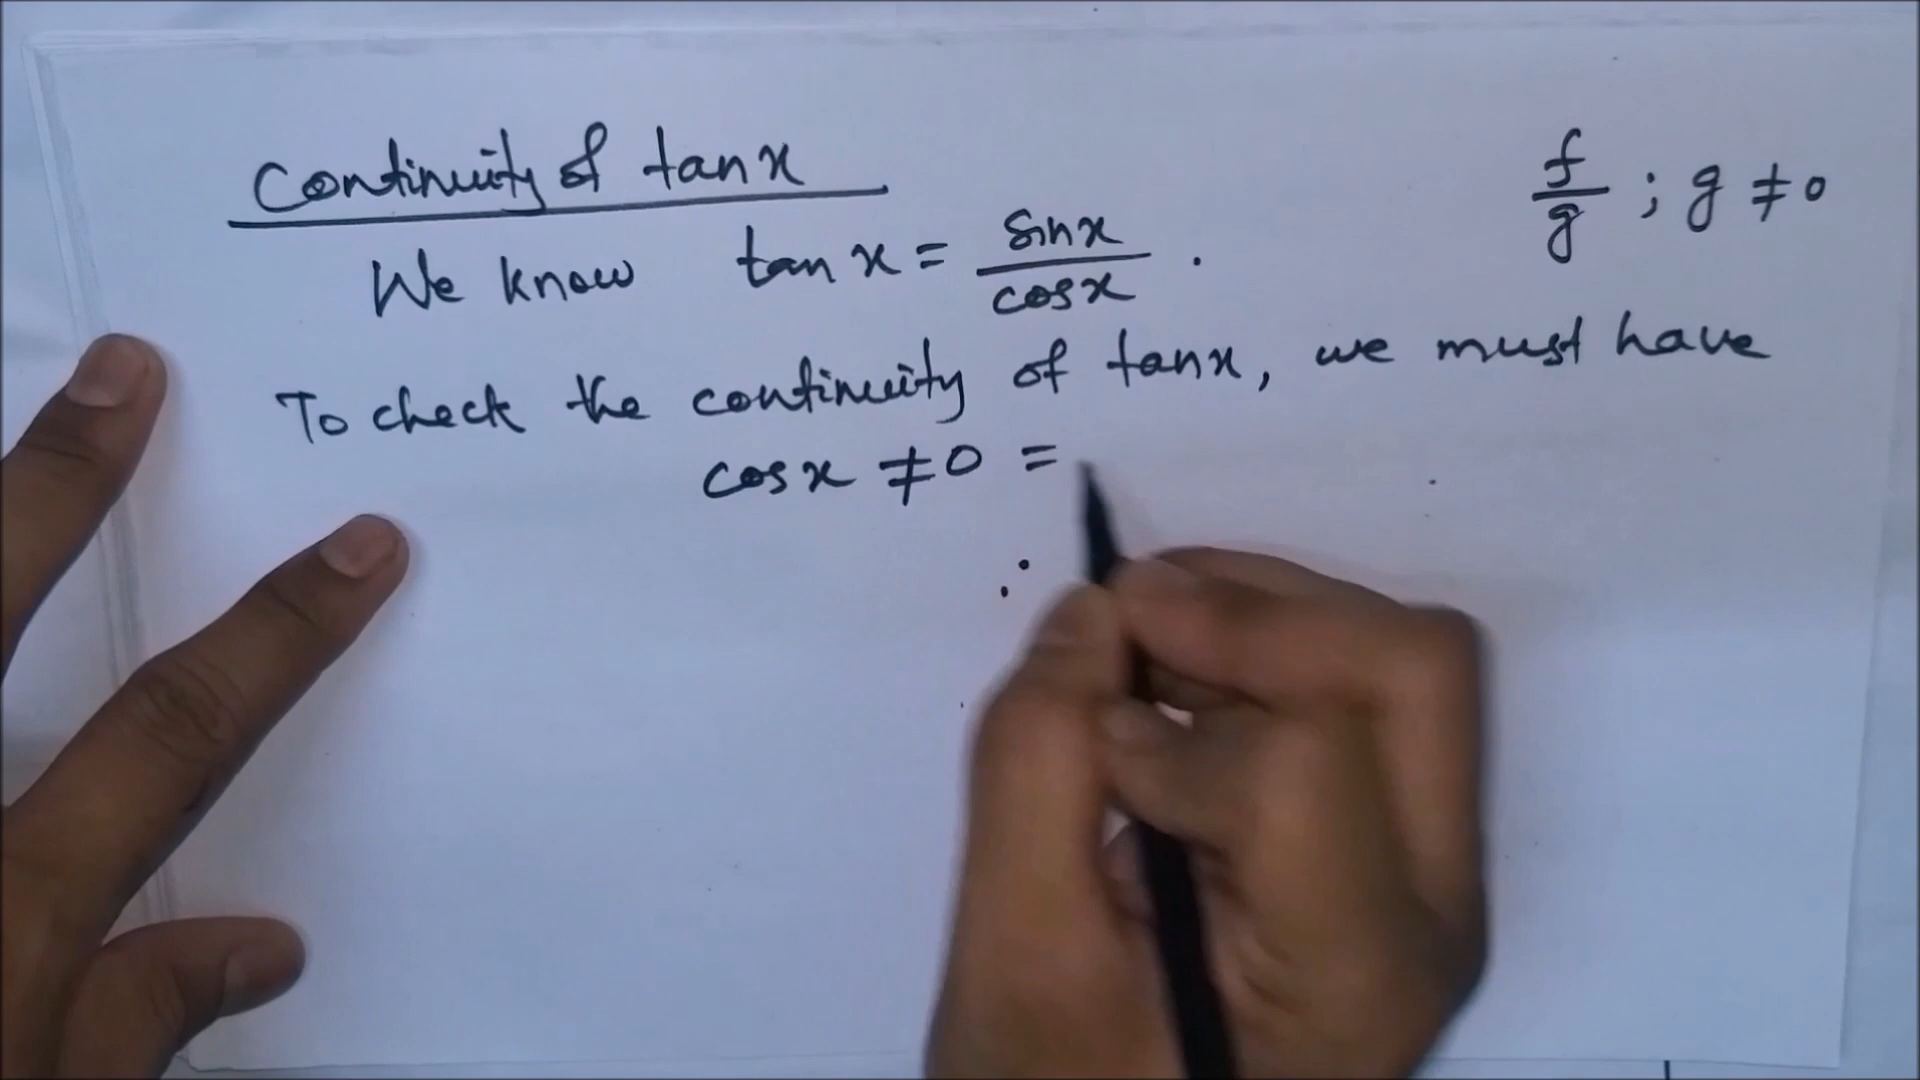 Continuity of tan x
We know tan x = sin x / cos x .
f / g ; g ≠ 0
To check the continuity of tan x, we must have
cos x ≠ 0 =